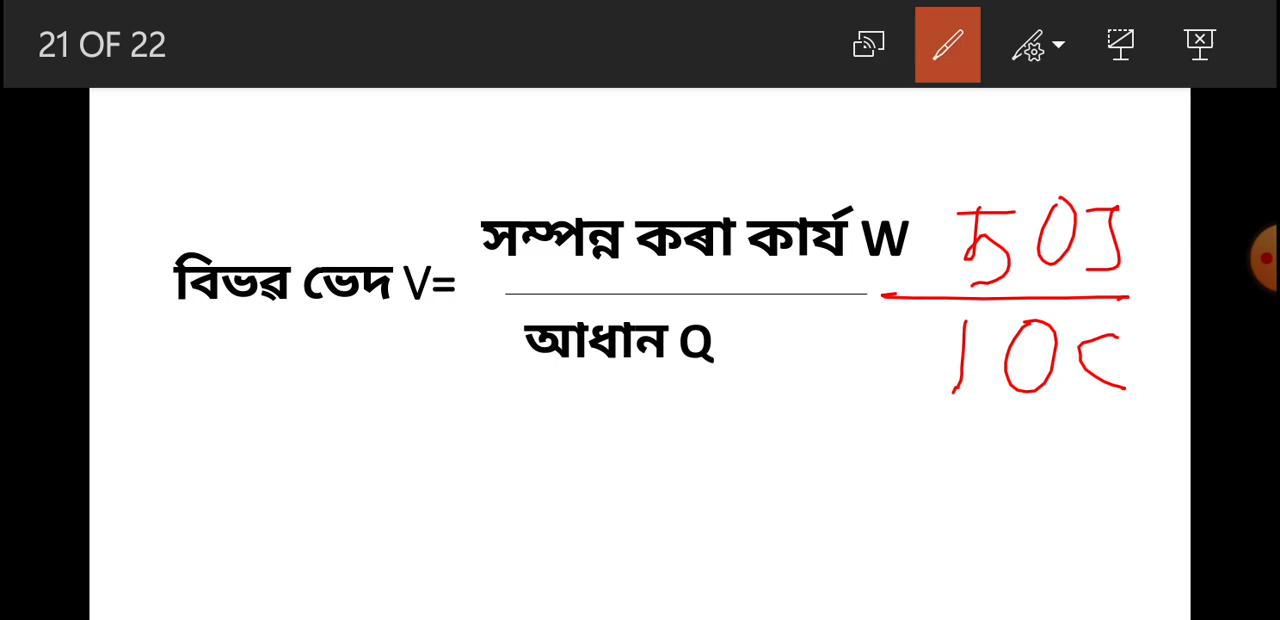 21 OF 22
সম্পন্ন কৰা কাৰ্য W 50J
বিভৱ ভেদ V=
আধান Q 10C